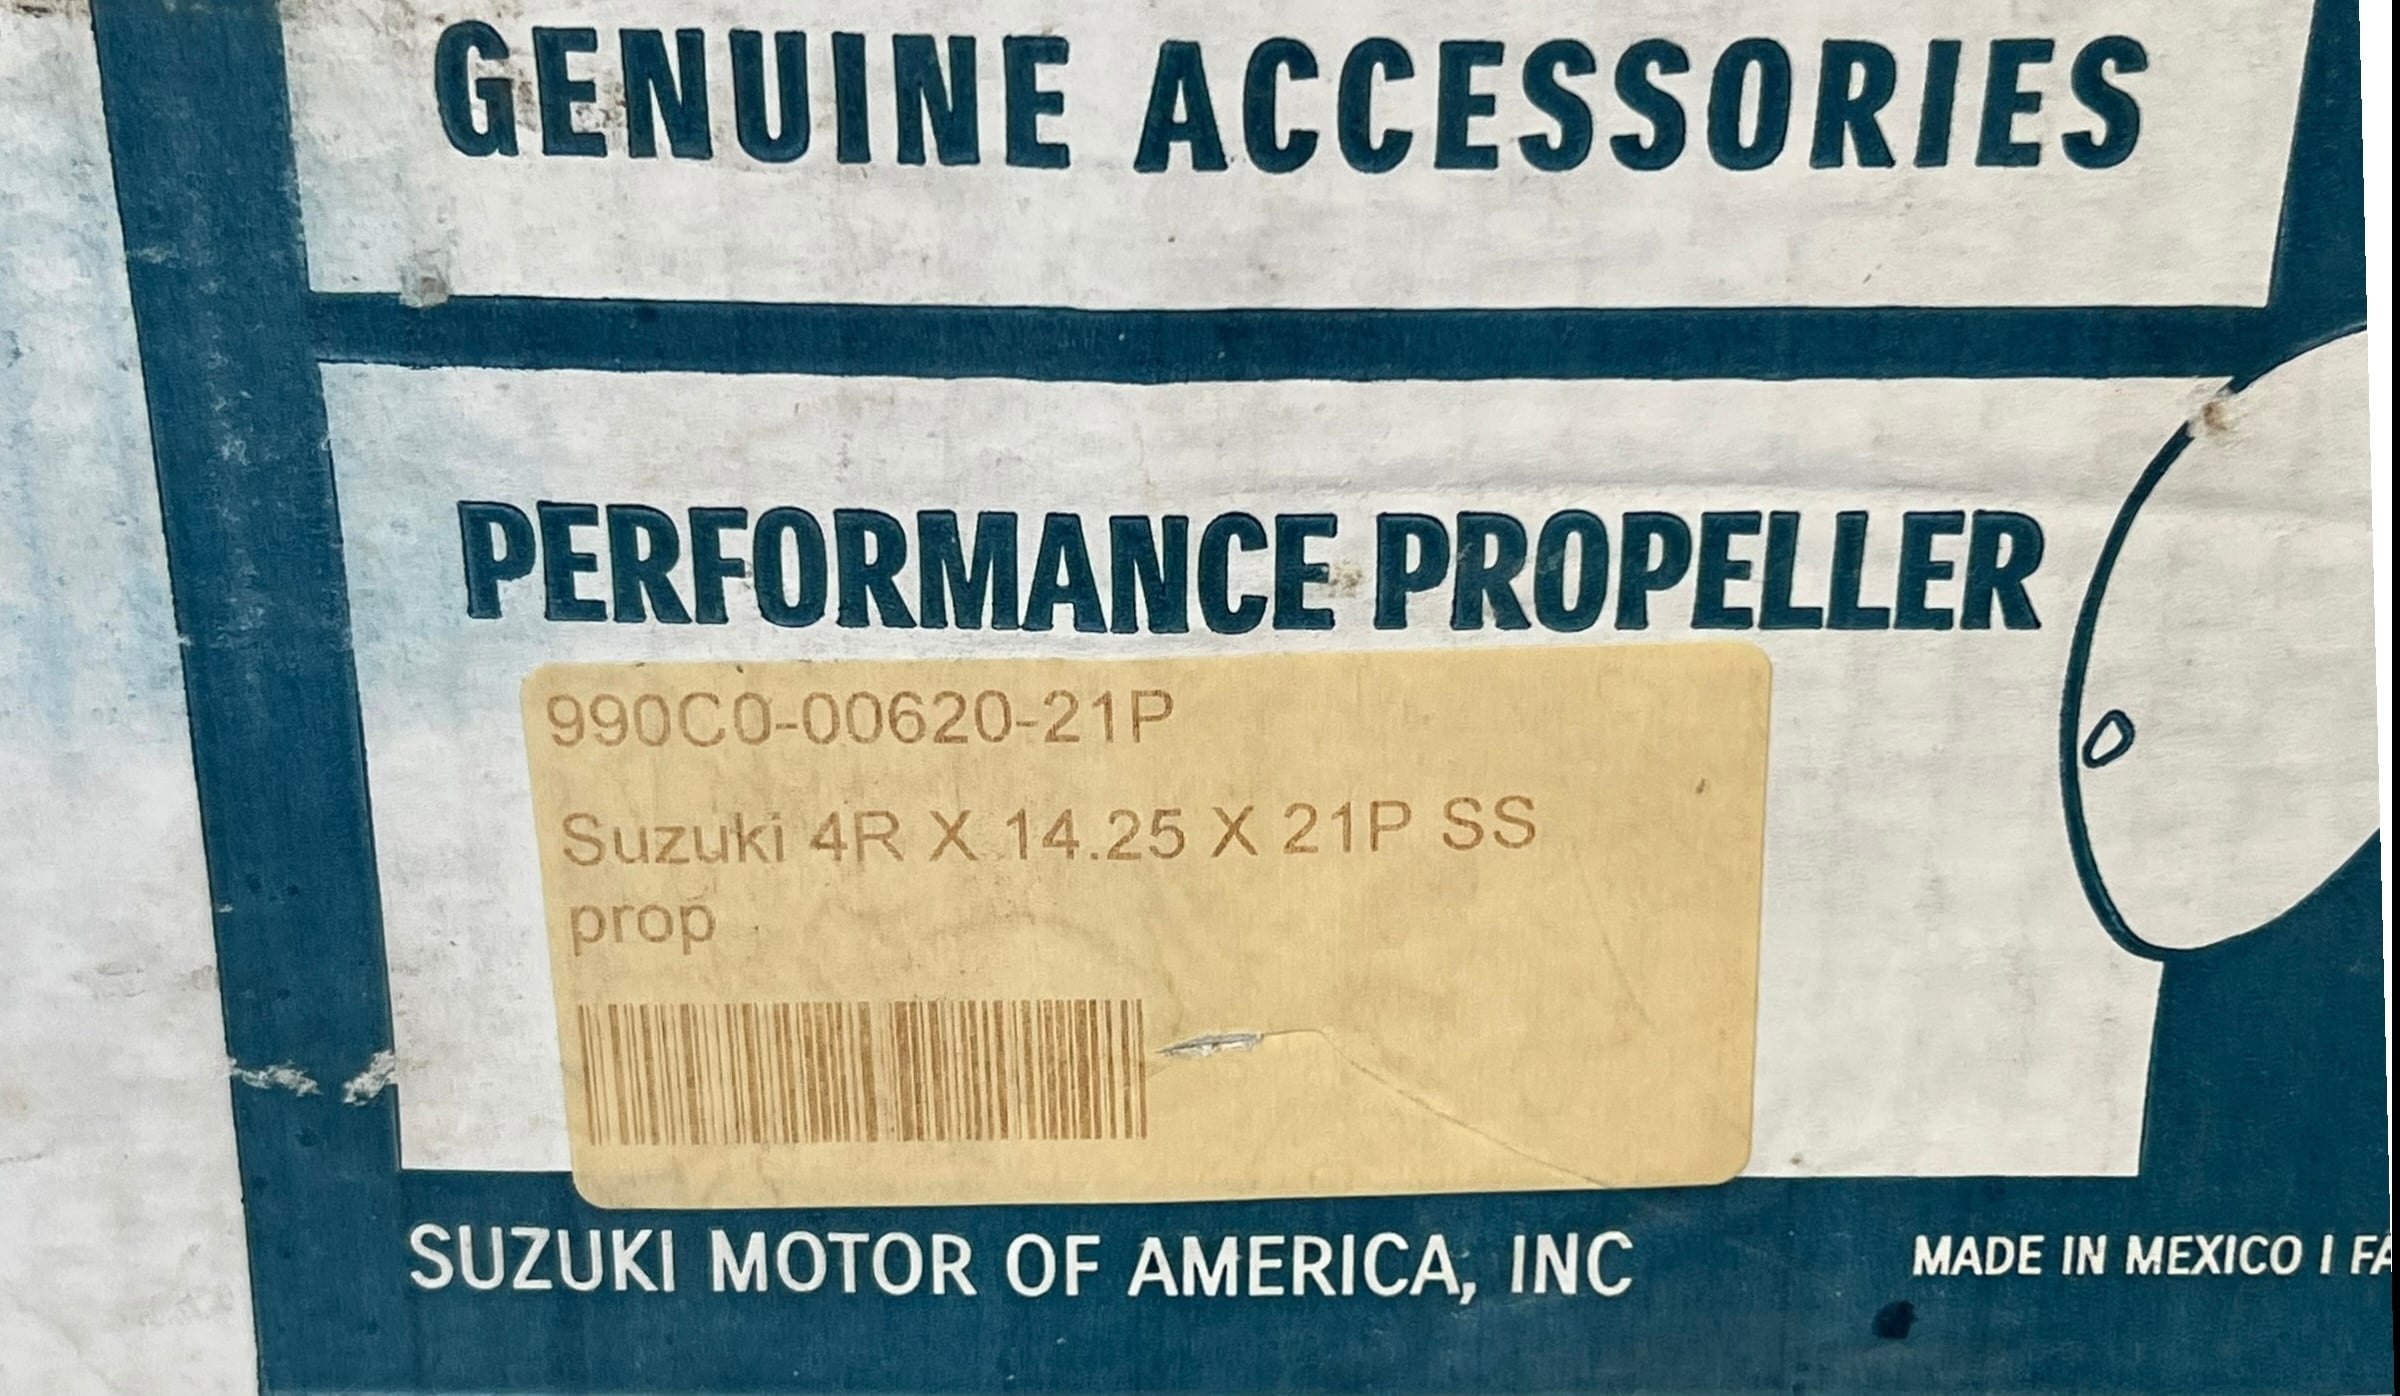 GENUINE ACCESSORIES
PERFORMANCE PROPELLER
990C0-00620-21P
Suzuki 4R X 14.25 X 21P SS
prop
SUZUKI MOTOR OF AMERICA, INC
MADE IN MEXICO I FA